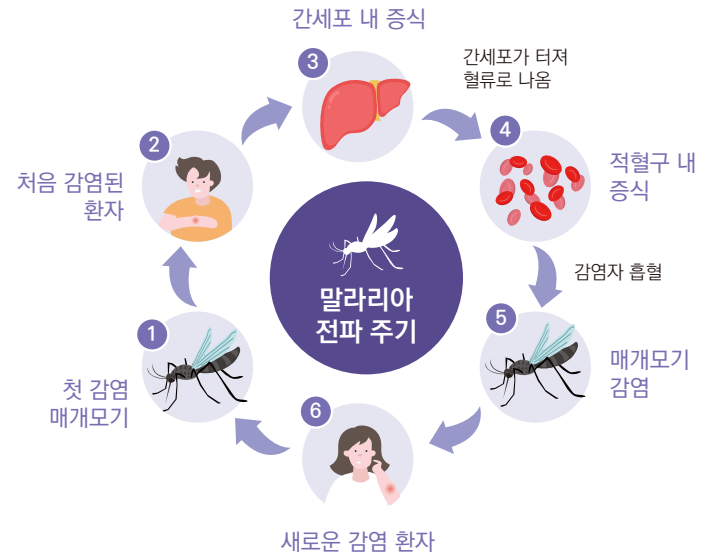 말라리아
전파 주기
1
첫 감염
매개모기
2
처음 감염된
환자
3
간세포 내 증식
간세포가 터져
혈류로 나옴
4
적혈구 내
증식
감염자 흡혈
5
매개모기
감염
6
새로운 감염 환자